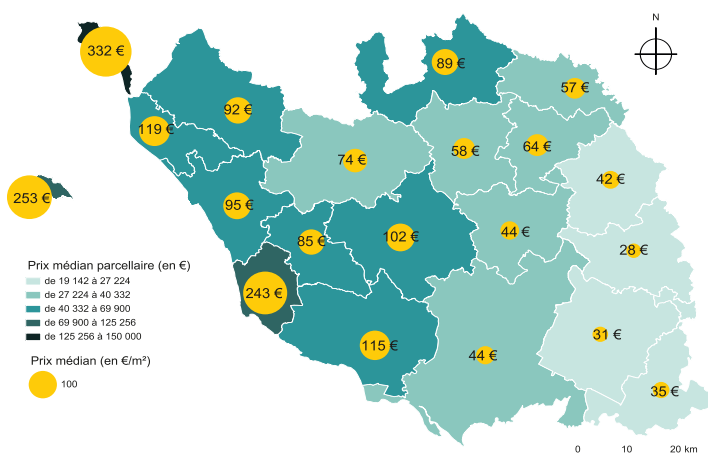 N
332 €
89 €
57 €
92 €
119 €
58 €
64 €
74 €
42 €
253 €
95 €
102 €
44 €
85 €
28 €
Prix médian parcellaire (en €)
de 19 142 à 27 224
de 27 224 à 40 332
de 40 332 à 69 900
de 69 900 à 125 256
de 125 256 à 150 000
243 €
31 €
115 €
44 €
Prix médian (en €/m²)
100
35 €
0 10 20 km